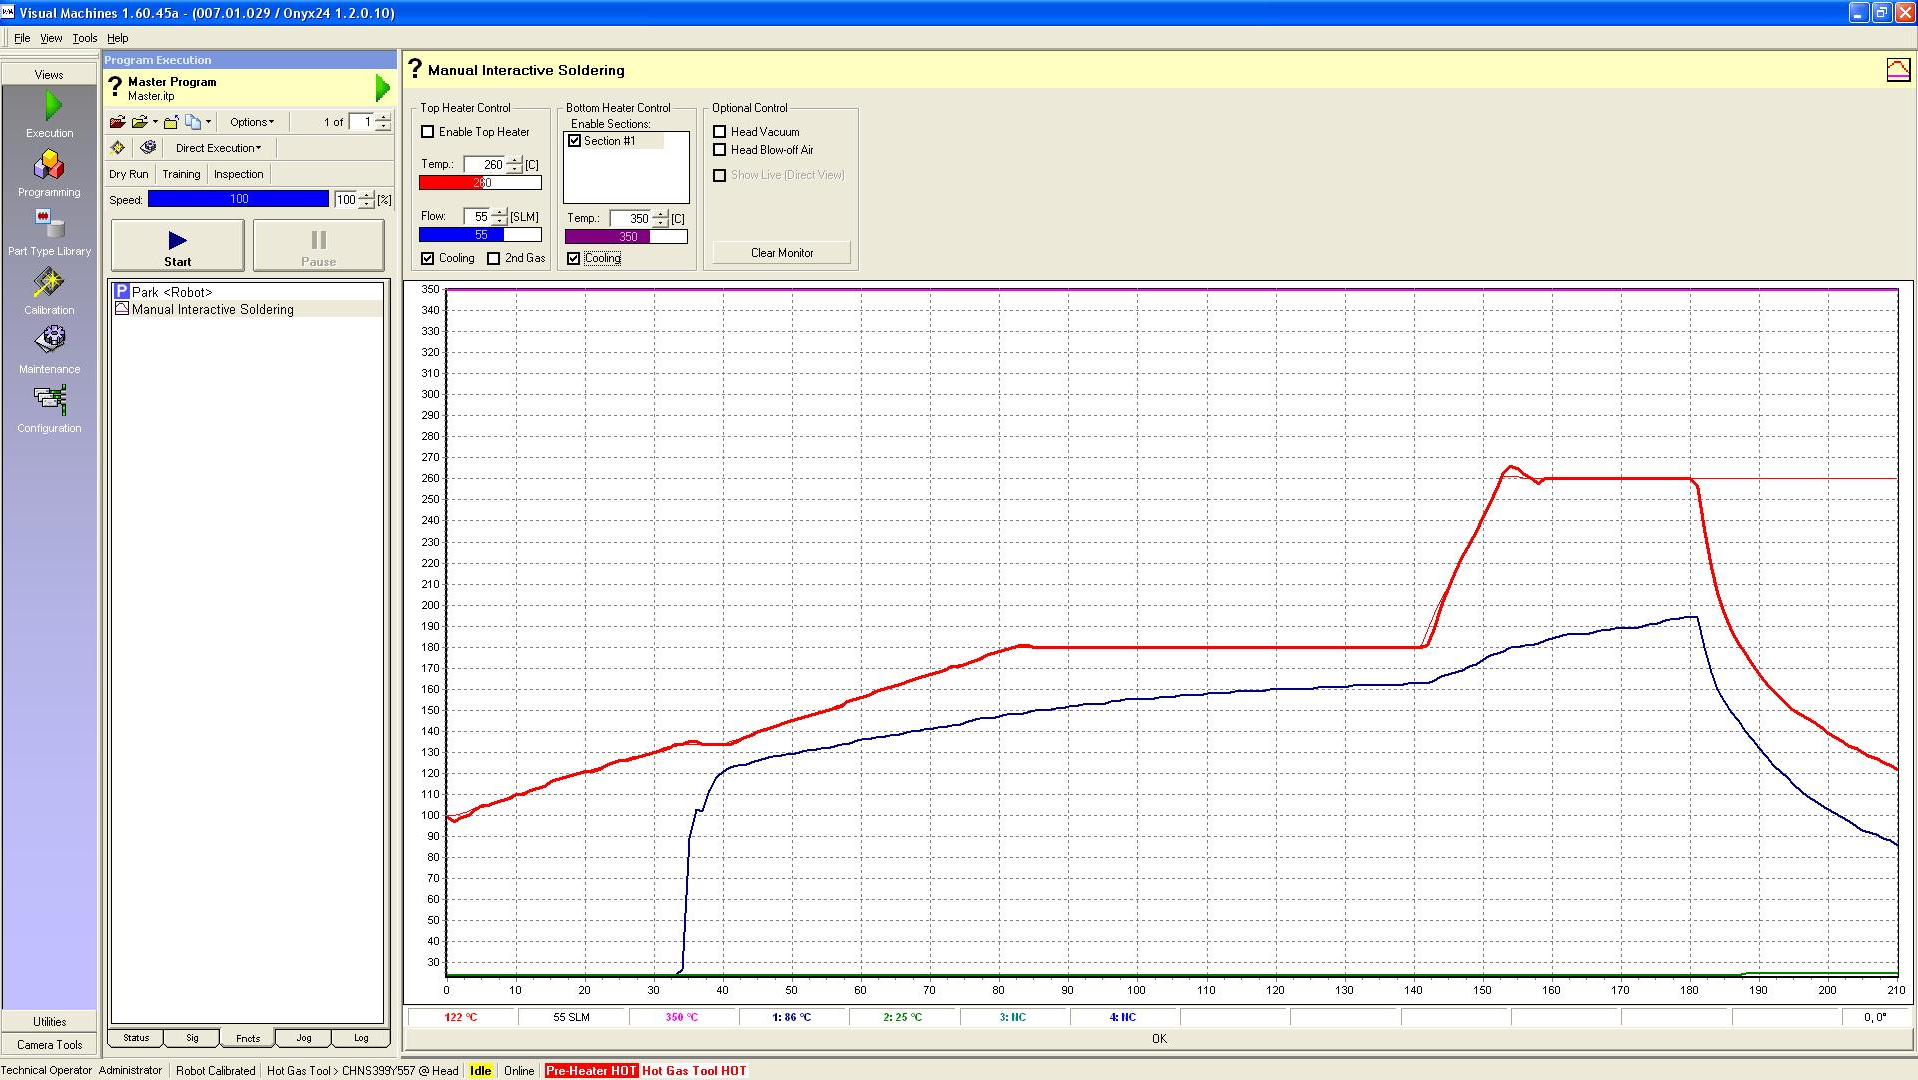 Visual Machines 1.60.45a - (007.01.029 / Onyx24 1.2.0.10)
File View Tools Help
Views
Execution
Programming
Part Type Library
Calibration
Maintenance
Configuration
Utilities
Camera Tools
Program Execution
? Master Program
Master.itp
Options 1 of 1
Direct Execution
Dry Run Training Inspection
Speed: 100 100 [%]
Start Pause
P Park <Robot>
Manual Interactive Soldering
Status Sig Fncts Jog Log
? Manual Interactive Soldering
Top Heater Control
Enable Top Heater
Temp.: 260 [C]
260
Flow: 55 [SLM]
55
Cooling 2nd Gas
Bottom Heater Control
Enable Sections:
Section #1
Temp.: 350 [C]
350
Cooling
Optional Control
Head Vacuum
Head Blow-off Air
Show Live (Direct View)
Clear Monitor
350
340
330
320
310
300
290
280
270
260
250
240
230
220
210
200
190
180
170
160
150
140
130
120
110
100
90
80
70
60
50
40
30
0 10 20 30 40 50 60 70 80 90 100 110 120 130 140 150 160 170 180 190 200 210
122 °C 55 SLM 350 °C 1: 86 °C 2: 25 °C 3: NC 4: NC 0, 0°
OK
Technical Operator Administrator Robot Calibrated Hot Gas Tool > CHNS399Y557 @ Head Idle Online Pre-Heater HOT Hot Gas Tool HOT